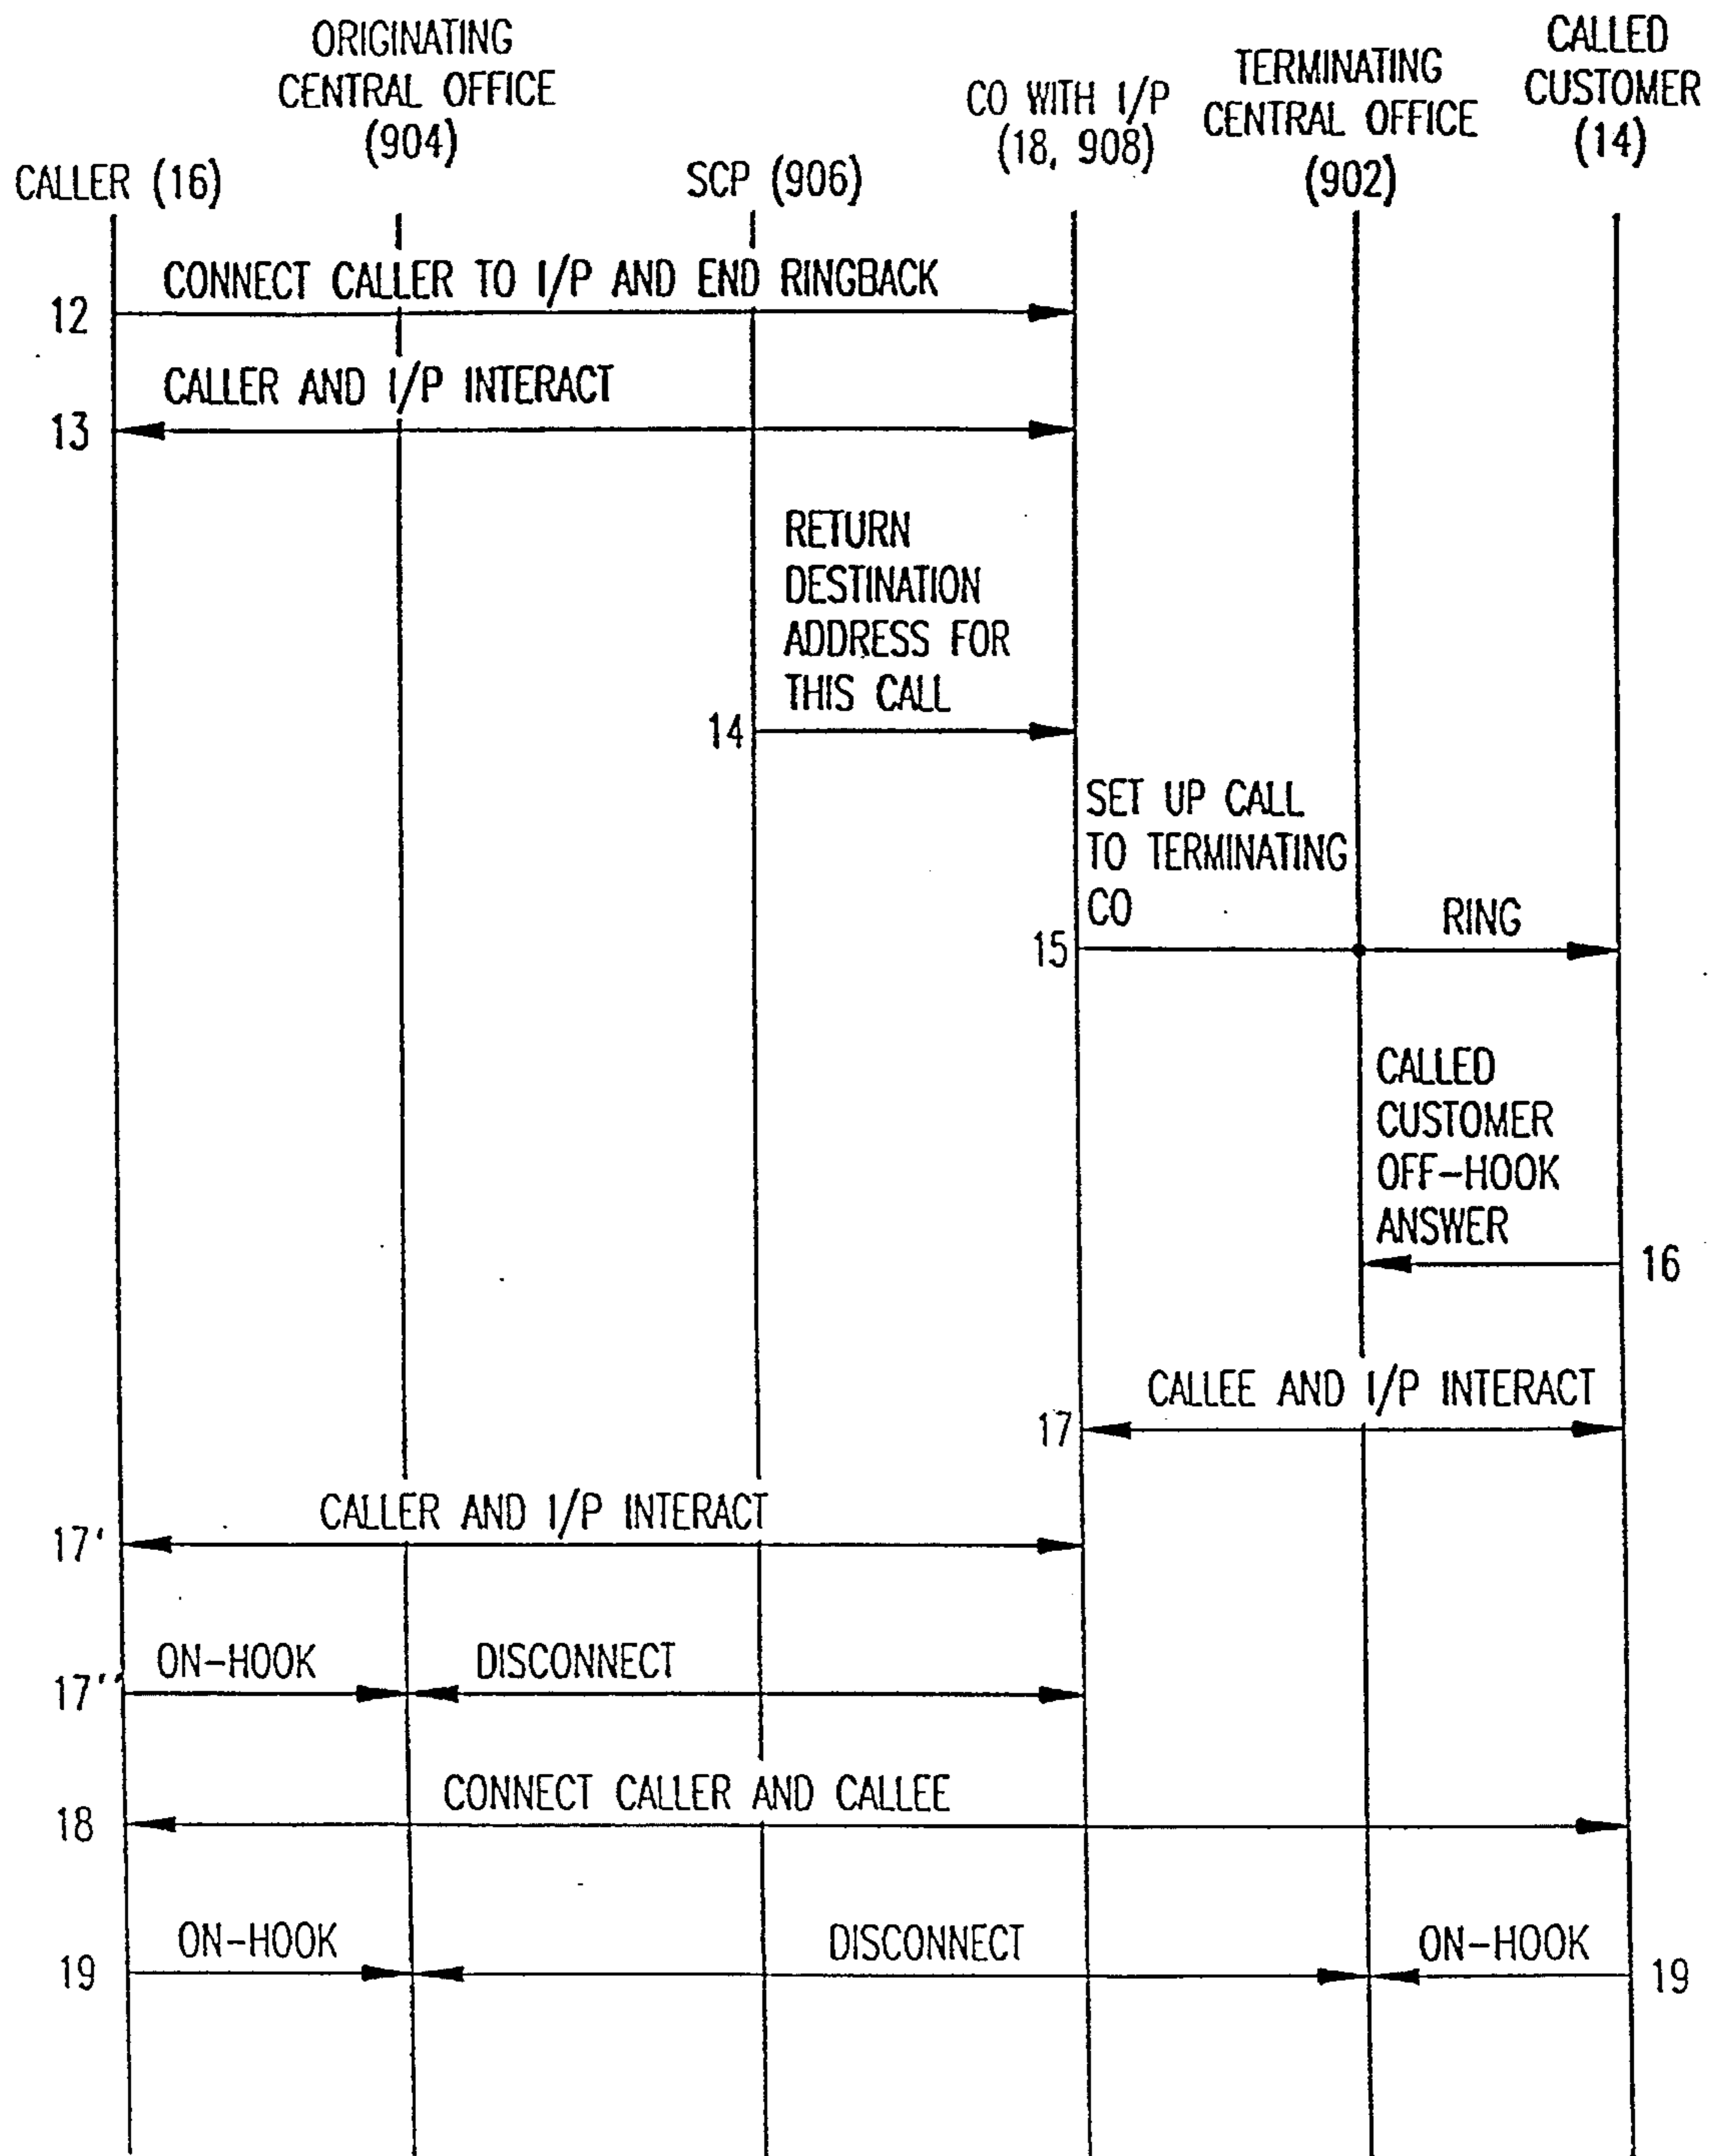 ORIGINATING
CENTRAL OFFICE
(904)
CALLED
CUSTOMER
(14)
TERMINATING
CENTRAL OFFICE
(902)
CO WITH I/P
(18, 908)
CALLER (16)
SCP (906)
CONNECT CALLER TO I/P AND END RINGBACK
12
CALLER AND I/P INTERACT
13
RETURN
DESTINATION
ADDRESS FOR
THIS CALL
14
SET UP CALL
TO TERMINATING
CO
RING
15
CALLED
CUSTOMER
OFF-HOOK
ANSWER
16
CALLEE AND I/P INTERACT
17
CALLER AND I/P INTERACT
17'
ON-HOOK DISCONNECT
17''
CONNECT CALLER AND CALLEE
18
ON-HOOK DISCONNECT ON-HOOK
19 19